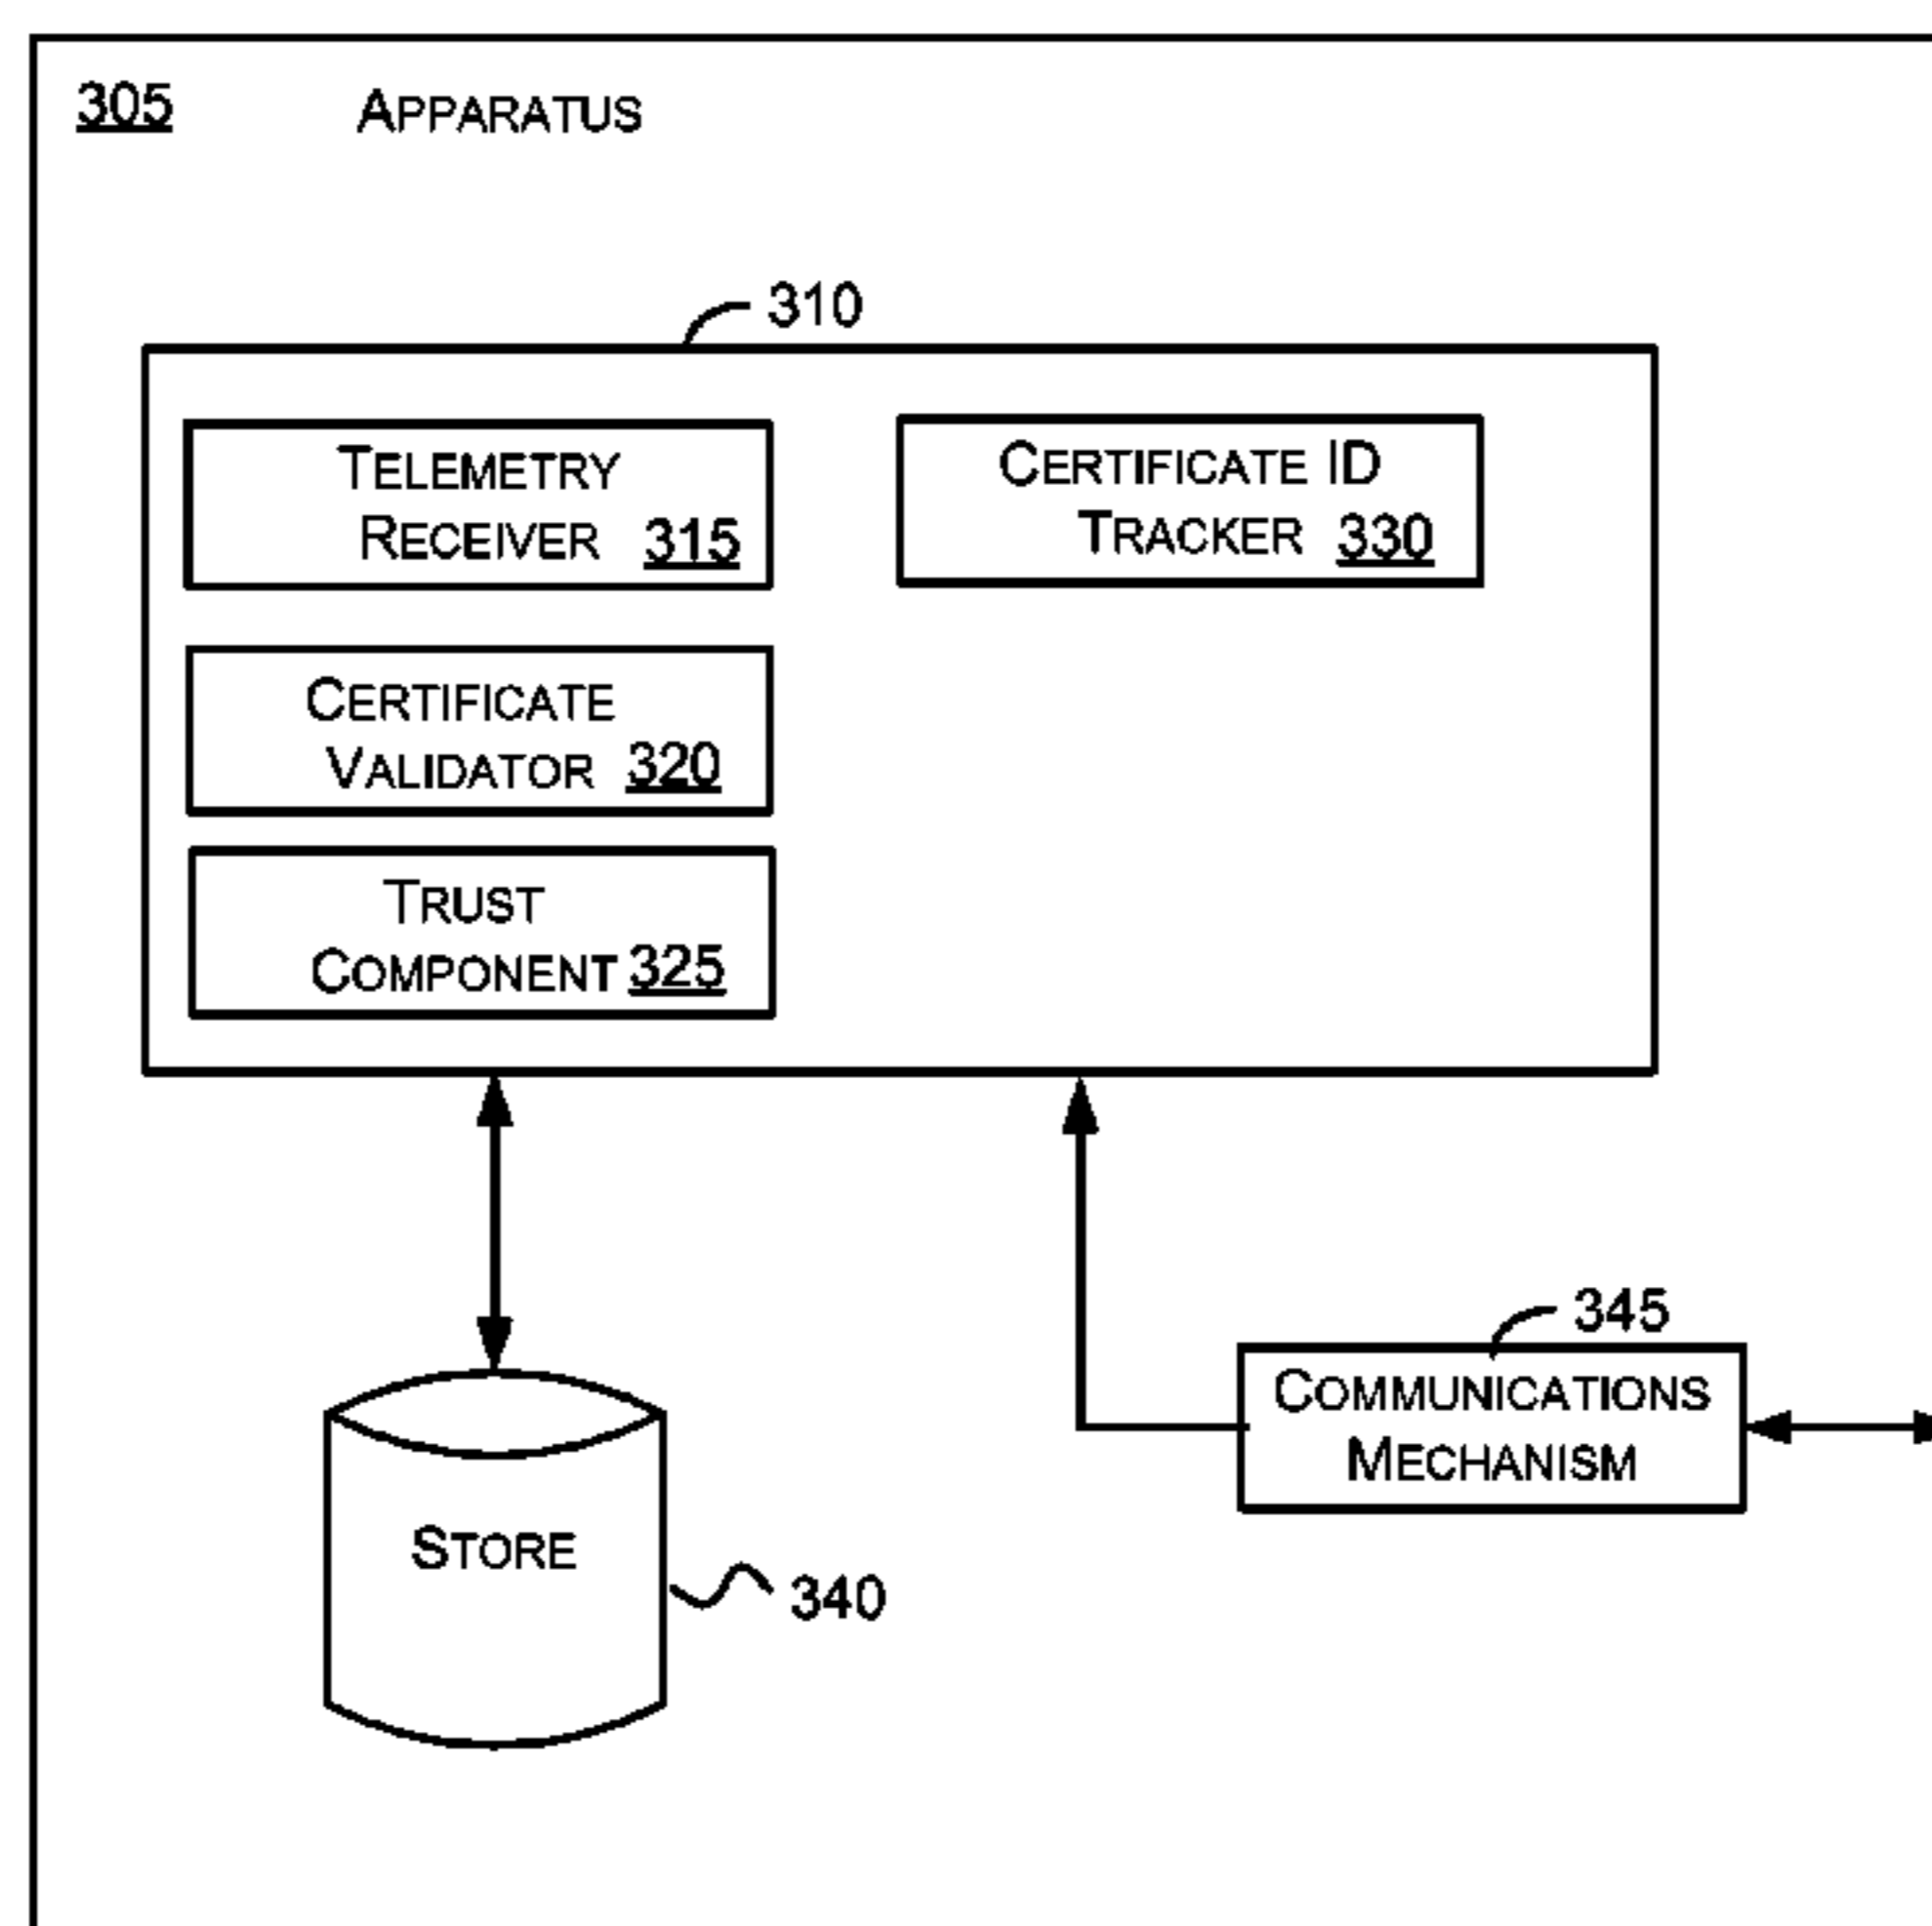 305 APPARATUS
310
TELEMETRY
RECEIVER 315
CERTIFICATE ID
TRACKER 330
CERTIFICATE
VALIDATOR 320
TRUST
COMPONENT 325
345
COMMUNICATIONS
MECHANISM
STORE
340